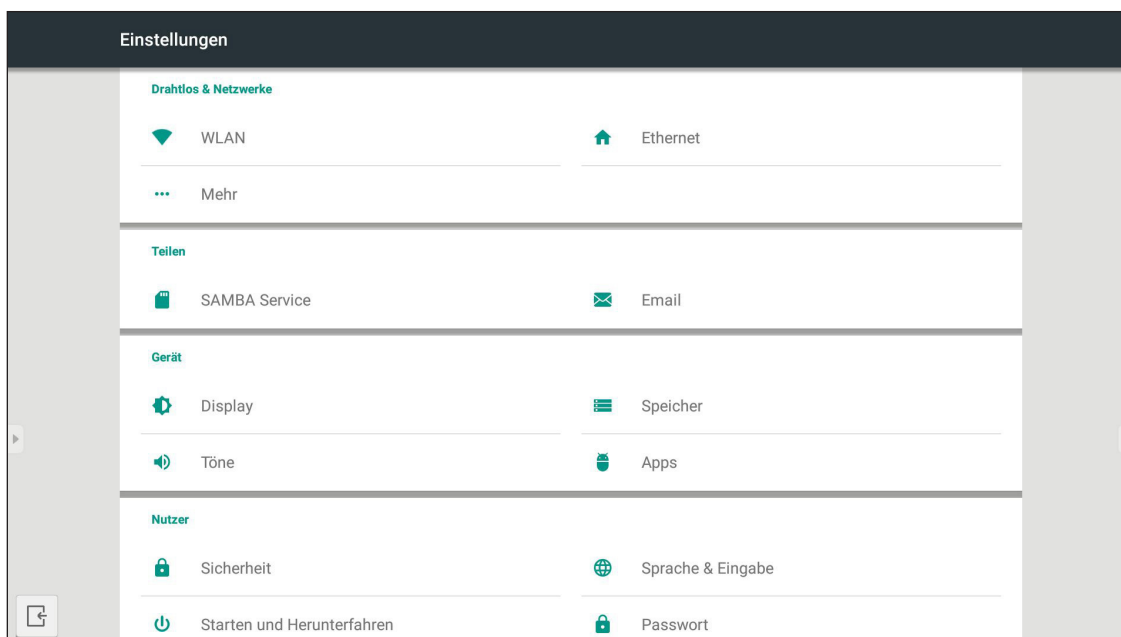 Einstellungen
Drahtlos & Netzwerke
WLAN
Ethernet
Mehr
Teilen
SAMBA Service
Email
Gerät
Display
Speicher
Töne
Apps
Nutzer
Sicherheit
Sprache & Eingabe
Starten und Herunterfahren
Passwort